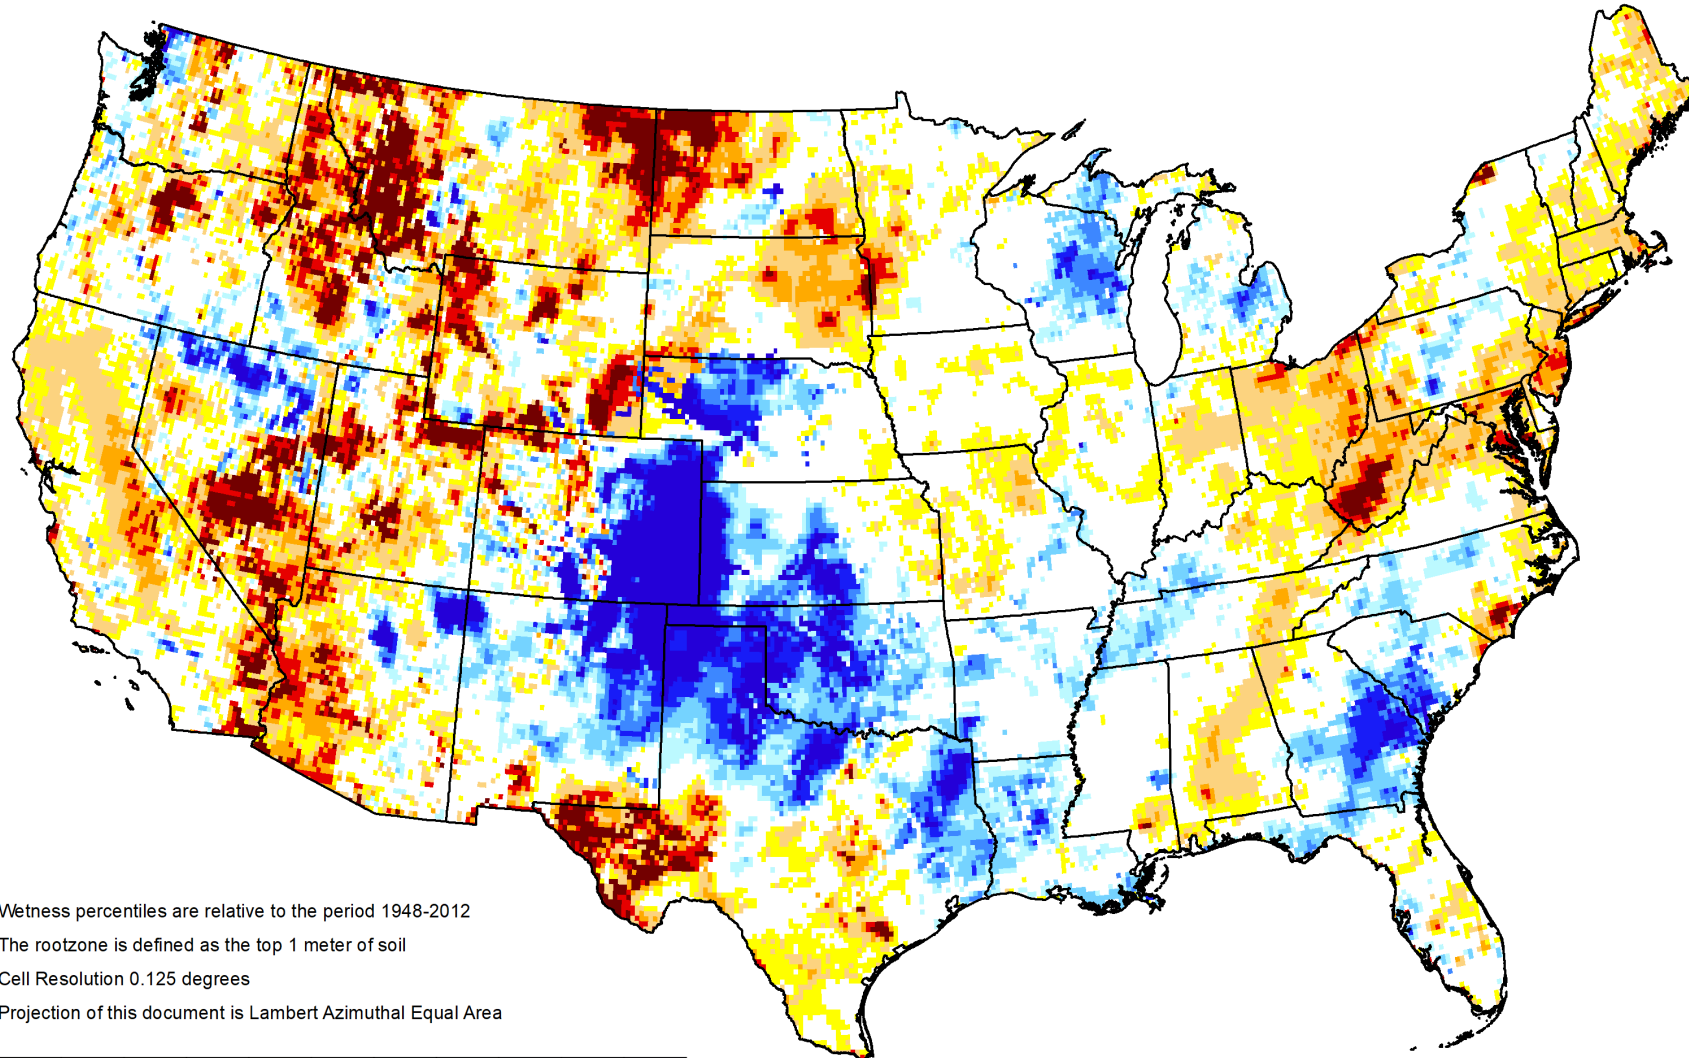 Wetness percentiles are relative to the period 1948-2012
The rootzone is defined as the top 1 meter of soil
Cell Resolution 0.125 degrees
Projection of this document is Lambert Azimuthal Equal Area